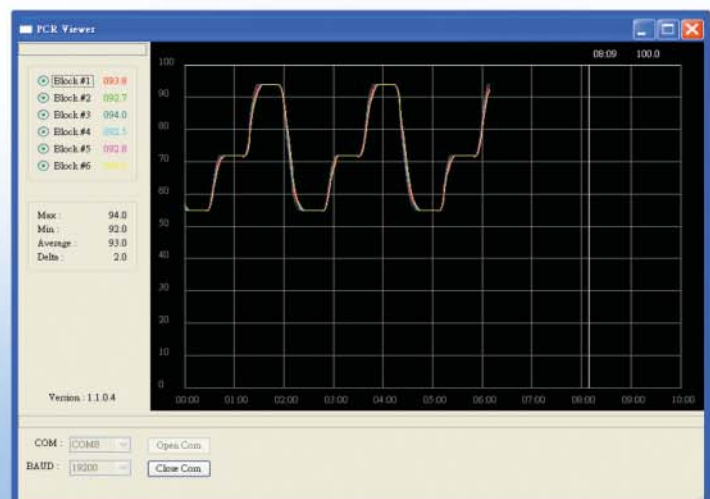 PCR Viewer
08:09 100.0
Block #1 093.8
Block #2 092.7
Block #3 094.0
Block #4 092.5
Block #5 092.8
Block #6
Max : 94.0
Min : 92.0
Average : 93.0
Delta : 2.0
Version : 1.1.0.4
100
90
80
70
60
50
40
30
20
10
0
00:00 01:00 02:00 03:00 04:00 05:00 06:00 07:00 08:00 09:00 10:00
COM : COM8 Open Com
BAUD : 19200 Close Com